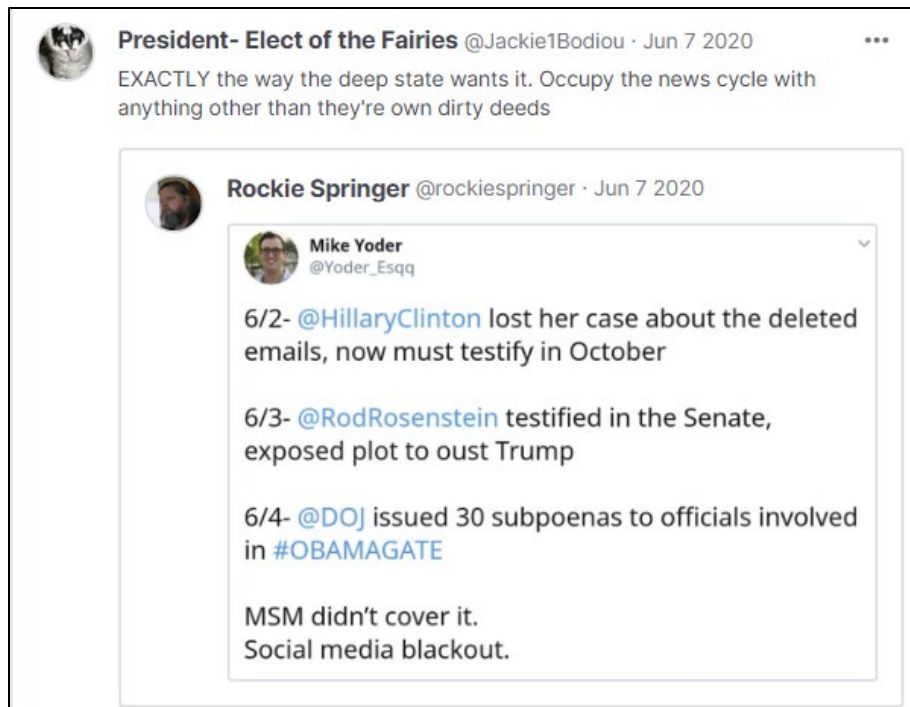 President- Elect of the Fairies @Jackie1Bodiou · Jun 7 2020
EXACTLY the way the deep state wants it. Occupy the news cycle with
anything other than they're own dirty deeds
Rockie Springer @rockiespringer · Jun 7 2020
Mike Yoder
@Yoder_Esqq
6/2- @HillaryClinton lost her case about the deleted
emails, now must testify in October
6/3- @RodRosenstein testified in the Senate,
exposed plot to oust Trump
6/4- @DOJ issued 30 subpoenas to officials involved
in #OBAMAGATE
MSM didn’t cover it.
Social media blackout.